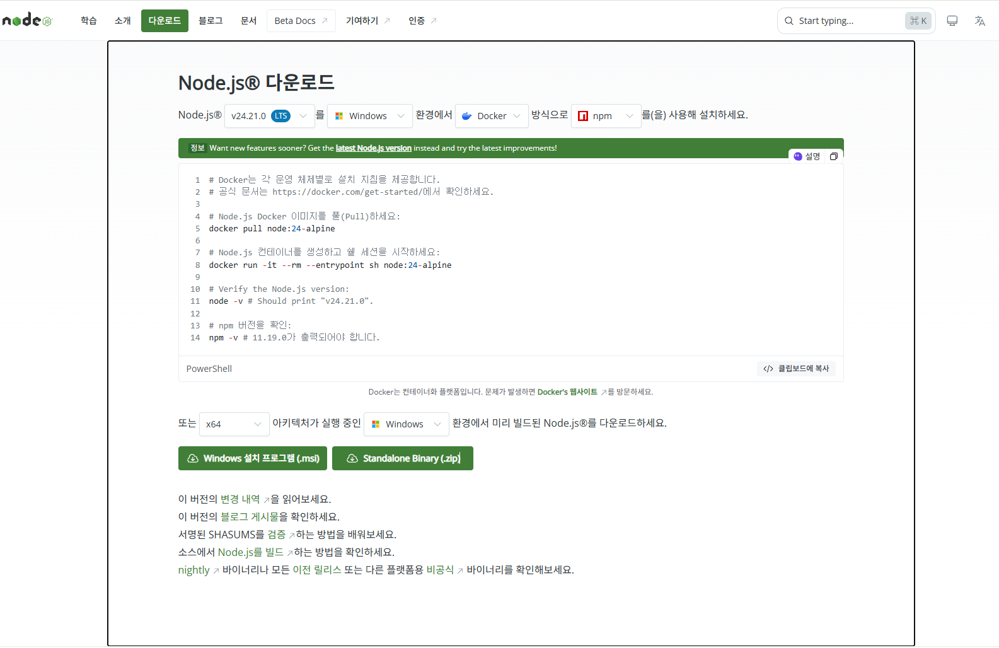 node JS
학습 소개 다운로드 블로그 문서 Beta Docs 기여하기 인증 Start typing... ⌘ K
Node.js® 다운로드
Node.js® v24.21.0 LTS 를 Windows 환경에서 Docker 방식으로 npm 를(을) 사용해 설치하세요.
정보 Want new features sooner? Get the latest Node.js version instead and try the latest improvements!
설명
1 # Docker는 각 운영 체제별로 설치 지침을 제공합니다.
2 # 공식 문서는 https://docker.com/get-started/에서 확인하세요.
3
4 # Node.js Docker 이미지를 풀(Pull)하세요:
5 docker pull node:24-alpine
6
7 # Node.js 컨테이너를 생성하고 쉘 세션을 시작하세요:
8 docker run -it --rm --entrypoint sh node:24-alpine
9
10 # Verify the Node.js version:
11 node -v # Should print "v24.21.0".
12
13 # npm 버전을 확인:
14 npm -v # 11.19.0가 출력되어야 합니다.
PowerShell 클립보드에 복사
Docker는 컨테이너화 플랫폼입니다. 문제가 발생하면 Docker's 웹사이트 를 방문하세요.
또는 x64 아키텍처가 실행 중인 Windows 환경에서 미리 빌드된 Node.js®를 다운로드하세요.
Windows 설치 프로그램 (.msi) Standalone Binary (.zip)
이 버전의 변경 내역 을 읽어보세요.
이 버전의 블로그 게시물을 확인하세요.
서명된 SHASUMS를 검증 하는 방법을 배워보세요.
소스에서 Node.js를 빌드 하는 방법을 확인하세요.
nightly 바이너리나 모든 이전 릴리스 또는 다른 플랫폼용 비공식 바이너리를 확인해보세요.